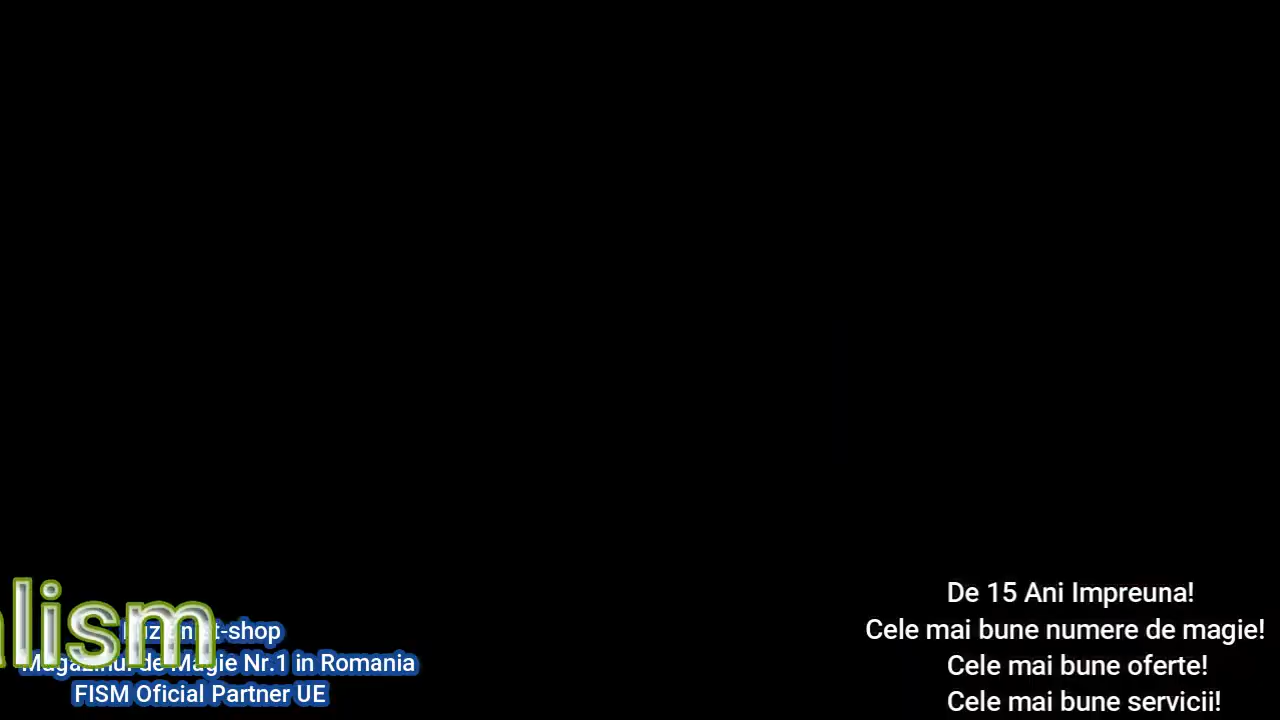 alism
t-shop
Magazinul de Magie Nr.1 in Romania
FISM Oficial Partner UE
De 15 Ani Impreuna!
Cele mai bune numere de magie!
Cele mai bune oferte!
Cele mai bune servicii!